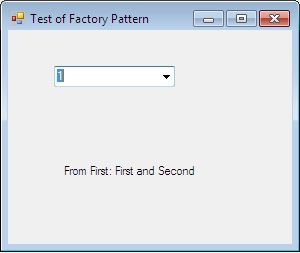 Test of Factory Pattern
1
From First: First and Second